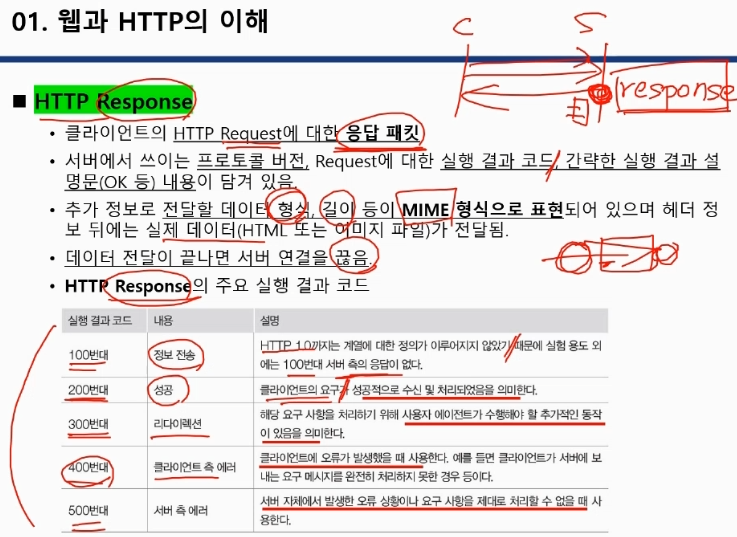 01. 웹과 HTTP의 이해
C S
response
HTTP Response
클라이언트의 HTTP Request에 대한 응답 패킷
서버에서 쓰이는 프로토콜 버전, Request에 대한 실행 결과 코드, 간략한 실행 결과 설
명문(OK 등) 내용이 담겨 있음.
추가 정보로 전달할 데이터 형식, 길이 등이 MIME 형식으로 표현되어 있으며 헤더 정
보 뒤에는 실제 데이터(HTML 또는 이미지 파일)가 전달됨.
데이터 전달이 끝나면 서버 연결을 끊음.
HTTP Response의 주요 실행 결과 코드
실행 결과 코드 내용 설명
100번대 정보 전송 HTTP 1.0까지는 계열에 대한 정의가 이루어지지 않았기 때문에 실험 용도 외
에는 100번대 서버 측의 응답이 없다.
200번대 성공 클라이언트의 요구가 성공적으로 수신 및 처리되었음을 의미한다.
300번대 리다이렉션 해당 요구 사항을 처리하기 위해 사용자 에이전트가 수행해야 할 추가적인 동작
이 있음을 의미한다.
400번대 클라이언트 측 에러 클라이언트에 오류가 발생했을 때 사용한다. 예를 들면 클라이언트가 서버에 보
내는 요구 메시지를 완전히 처리하지 못한 경우 등이다.
500번대 서버 측 에러 서버 자체에서 발생한 오류 상황이나 요구 사항을 제대로 처리할 수 없을 때 사
용한다.